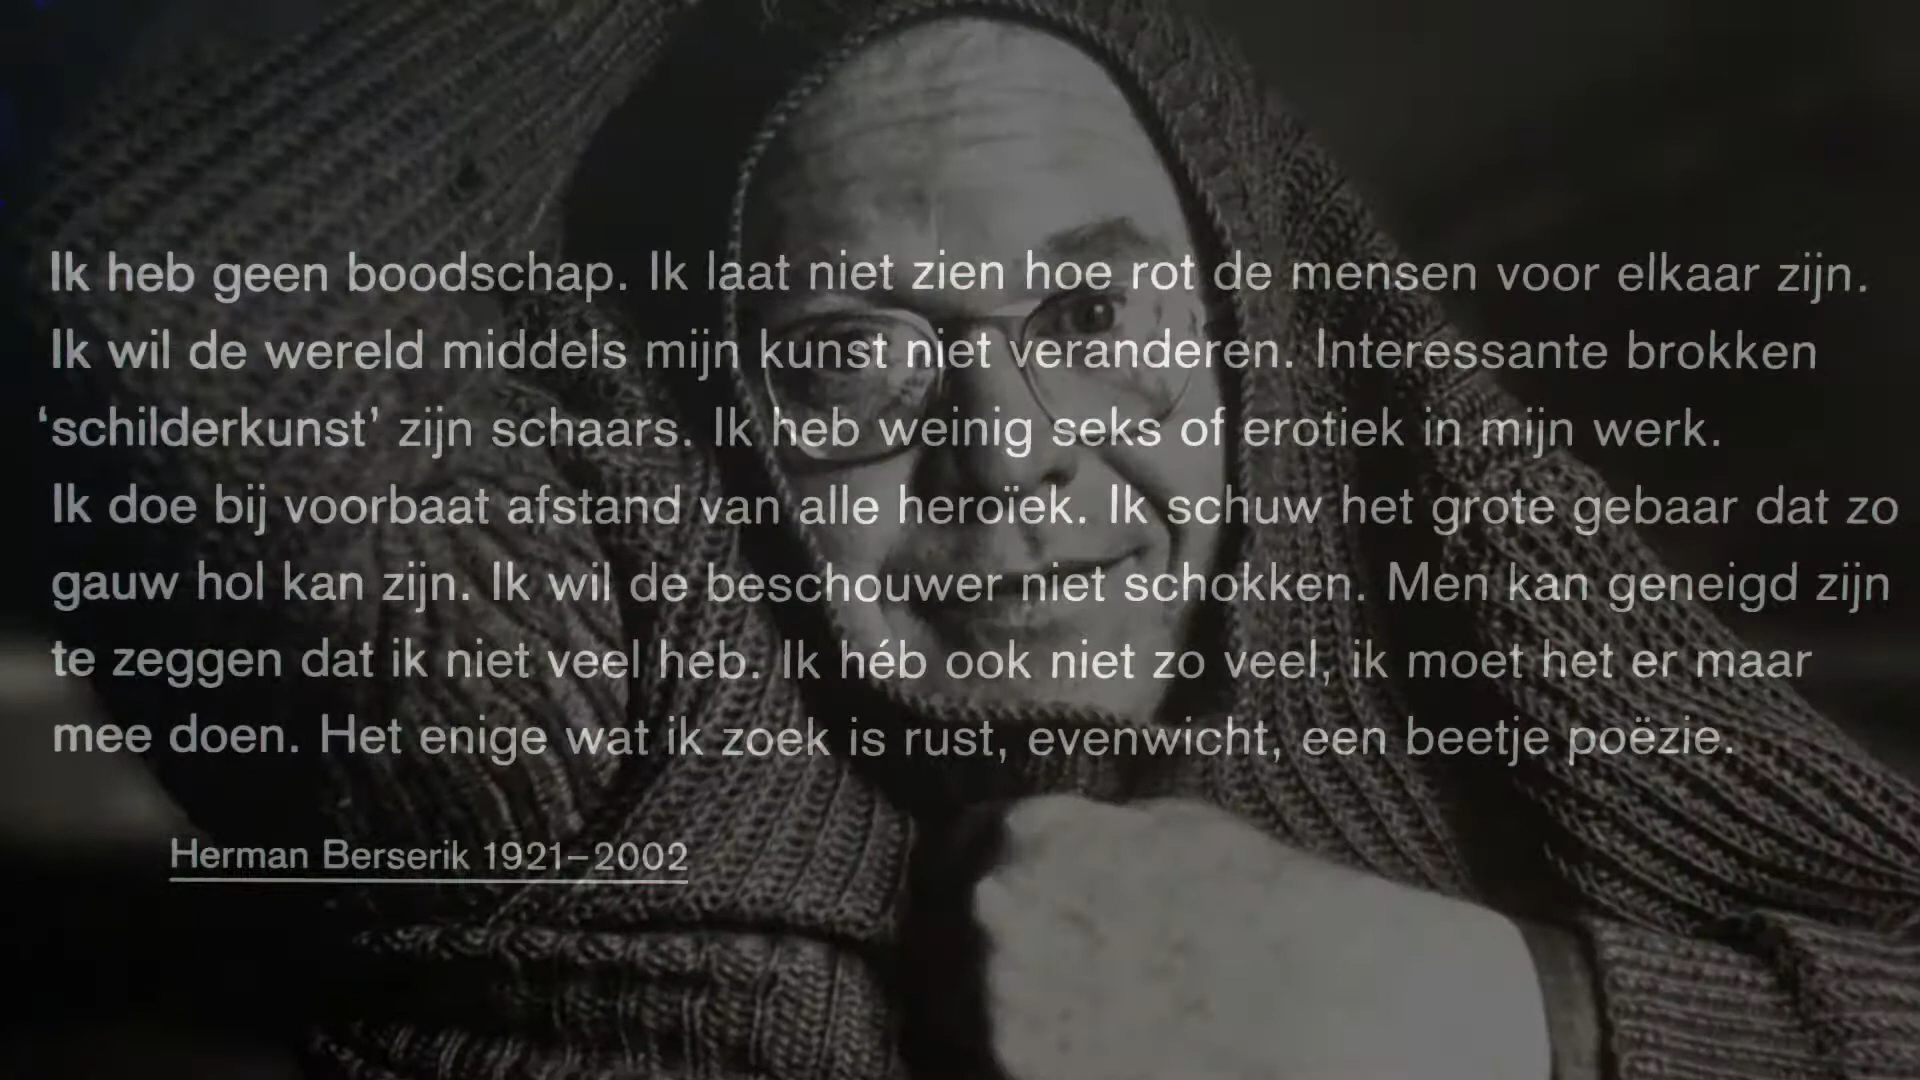 Ik heb geen boodschap. Ik laat niet zien hoe rot de mensen voor elkaar zijn.
Ik wil de wereld middels mijn kunst niet veranderen. Interessante brokken
‘schilderkunst’ zijn schaars. Ik heb weinig seks of erotiek in mijn werk.
Ik doe bij voorbaat afstand van alle heroïek. Ik schuw het grote gebaar dat zo
gauw hol kan zijn. Ik wil de beschouwer niet schokken. Men kan geneigd zijn
te zeggen dat ik niet veel heb. Ik héb ook niet zo veel, ik moet het er maar
mee doen. Het enige wat ik zoek is rust, evenwicht, een beetje poëzie.
Herman Berserik 1921–2002